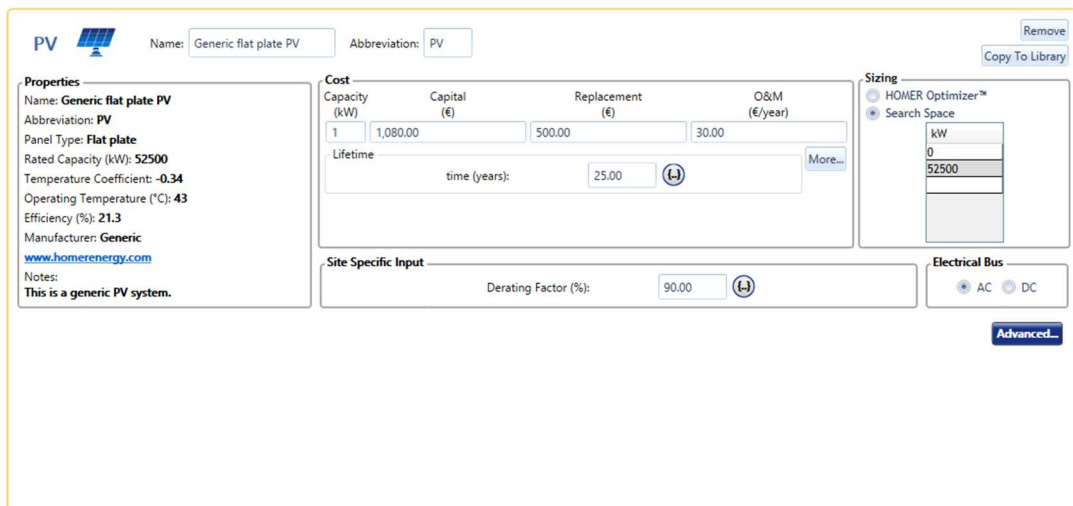 PV
Name: Generic flat plate PV
Abbreviation: PV
Remove
Copy To Library
Properties
Name: Generic flat plate PV
Abbreviation: PV
Panel Type: Flat plate
Rated Capacity (kW): 52500
Temperature Coefficient: -0.34
Operating Temperature (°C): 43
Efficiency (%): 21.3
Manufacturer: Generic
www.homerenergy.com
Notes:
This is a generic PV system.
Cost
Capacity Capital Replacement O&M
(kW) (€) (€) (€/year)
1 1,080.00 500.00 30.00
Lifetime
time (years): 25.00 {..}
More...
Sizing
HOMER Optimizer™
Search Space
kW
0
52500
Site Specific Input
Derating Factor (%): 90.00 {..}
Electrical Bus
AC DC
Advanced...